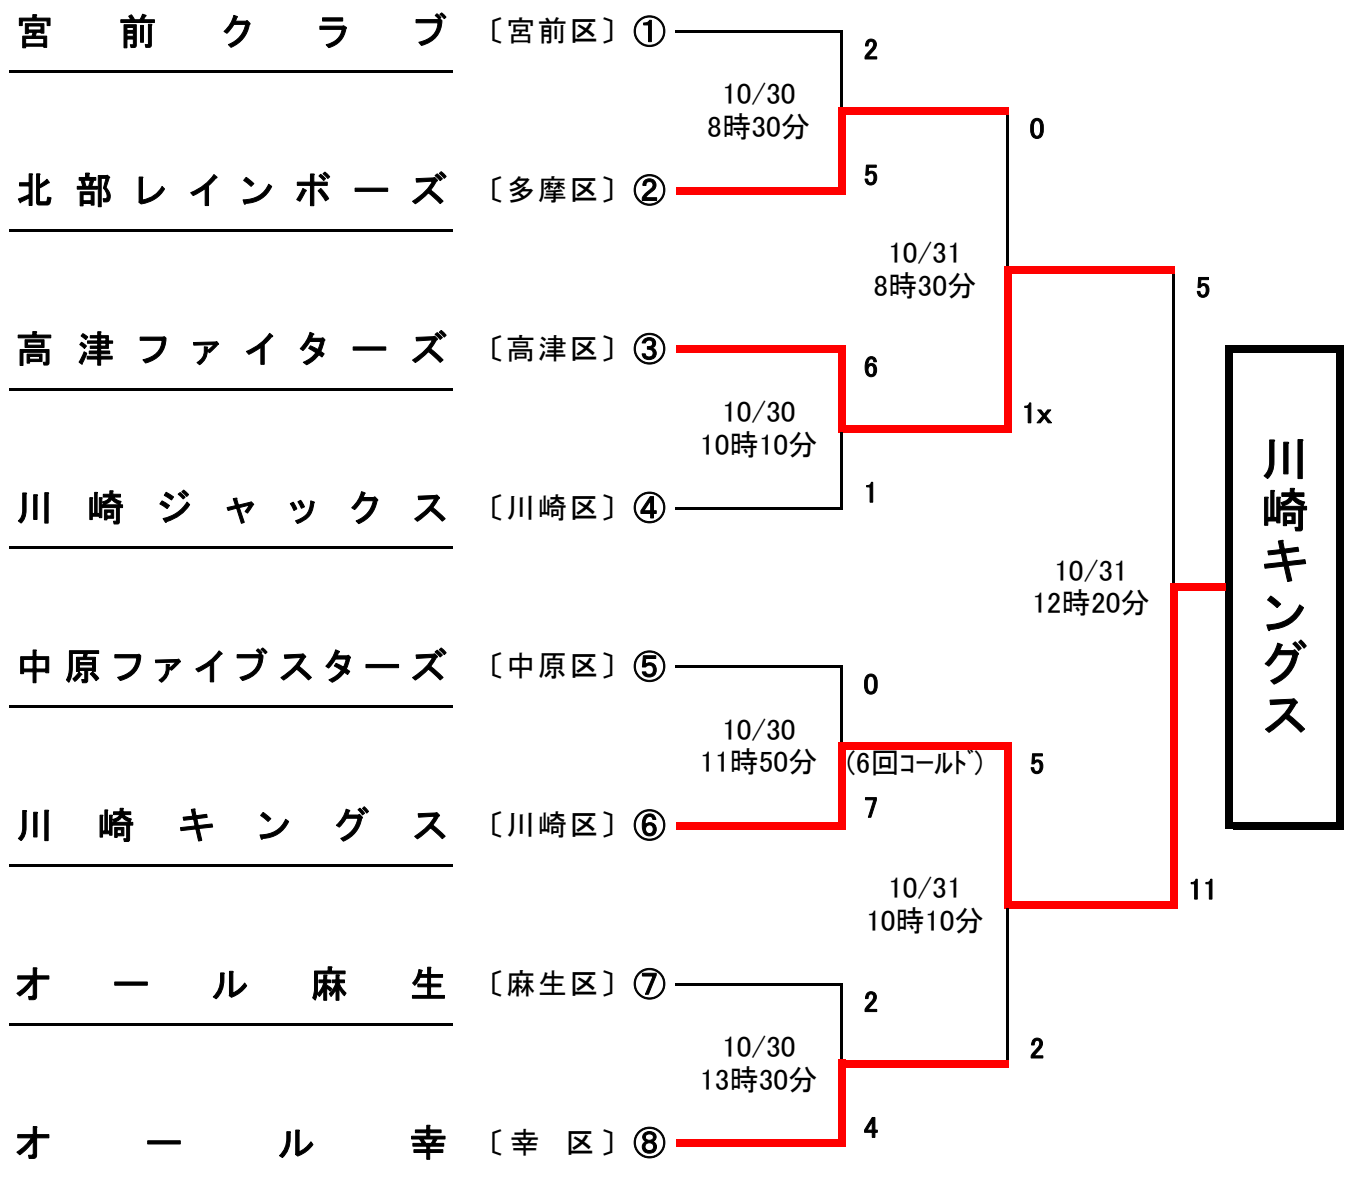 宮前クラブ 〔宮前区〕 ①
2
10/30
8時30分
0
5
北部レインボーズ 〔多摩区〕 ②
10/31
8時30分
5
高津ファイターズ 〔高津区〕 ③
6
10/30
10時10分
1x
1
川崎ジャックス 〔川崎区〕 ④
川崎キングス
10/31
12時20分
中原ファイブスターズ 〔中原区〕 ⑤
0
10/30
11時50分
(6回コールド)
5
7
川崎キングス 〔川崎区〕 ⑥
10/31
10時10分
11
オール麻生 〔麻生区〕 ⑦
2
10/30
13時30分
2
4
オール幸 〔幸区〕 ⑧